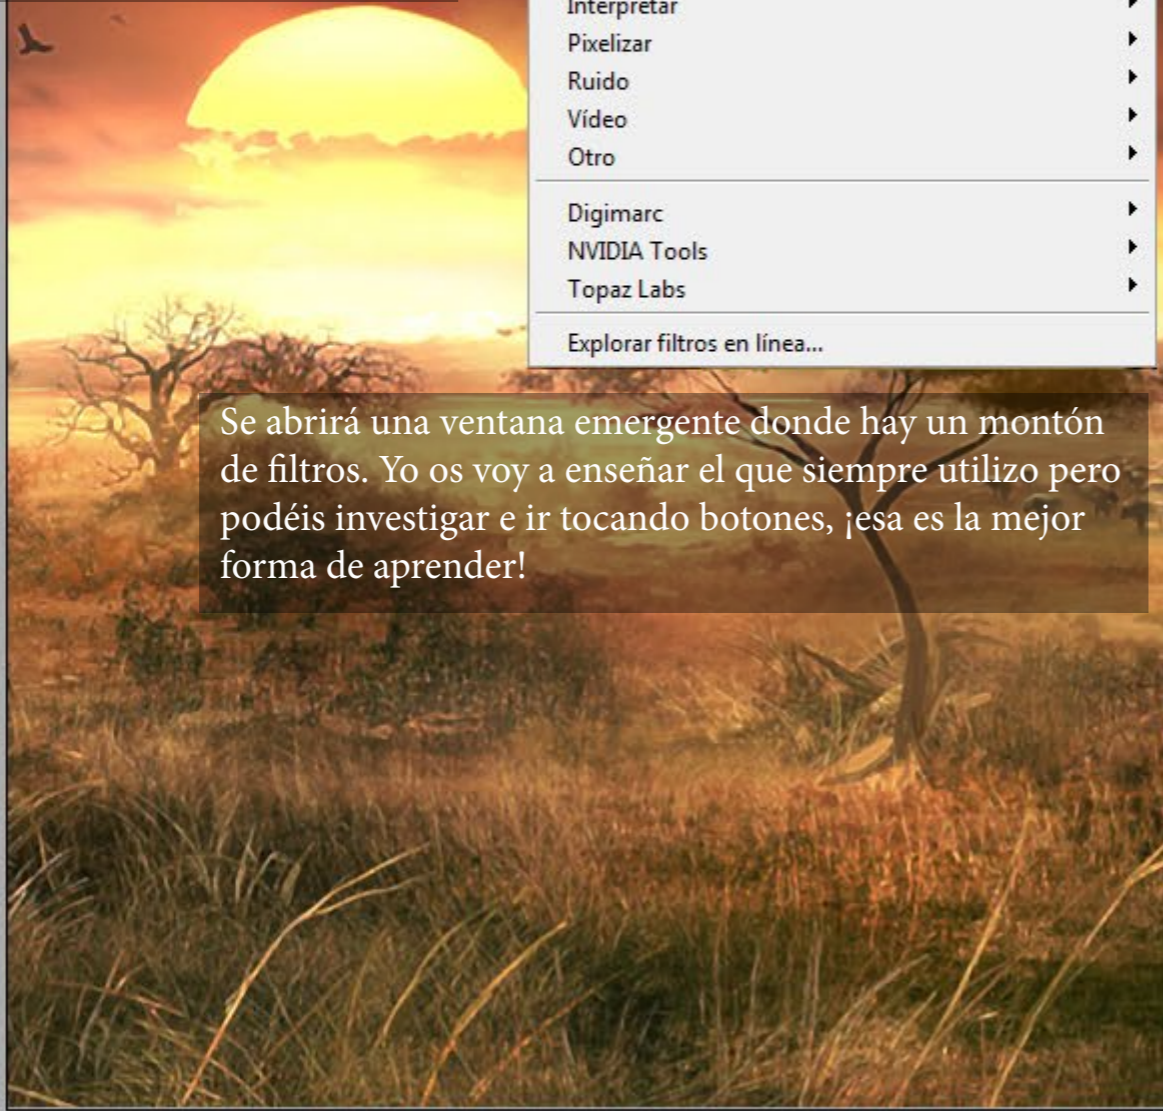 Interpretar
Pixelizar
Ruido
Vídeo
Otro
Digimarc
NVIDIA Tools
Topaz Labs
Explorar filtros en línea...
Se abrirá una ventana emergente donde hay un montón
de filtros. Yo os voy a enseñar el que siempre utilizo pero
podéis investigar e ir tocando botones, ¡esa es la mejor
forma de aprender!